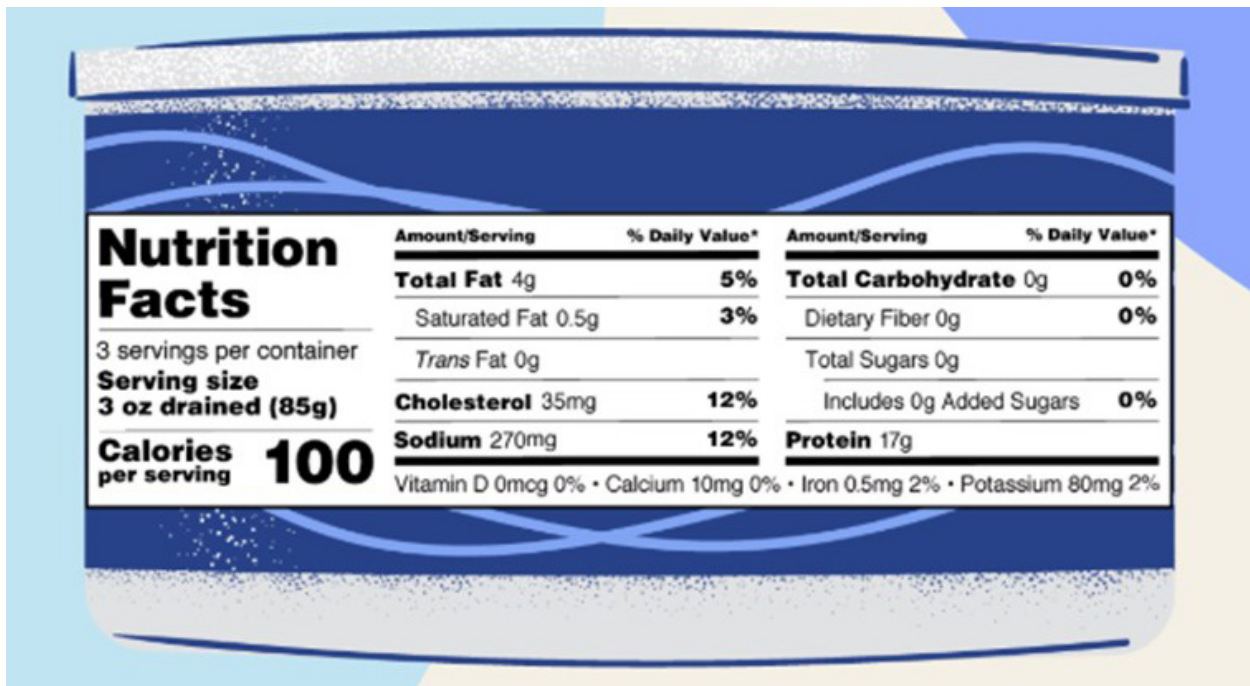 Nutrition
Facts
3 servings per container
Serving size
3 oz drained (85g)
Calories
per serving 100
Amount/Serving % Daily Value*
Total Fat 4g 5%
Saturated Fat 0.5g 3%
Trans Fat 0g
Cholesterol 35mg 12%
Sodium 270mg 12%
Amount/Serving % Daily Value*
Total Carbohydrate 0g 0%
Dietary Fiber 0g 0%
Total Sugars 0g
Includes 0g Added Sugars 0%
Protein 17g
Vitamin D 0mcg 0% • Calcium 10mg 0% • Iron 0.5mg 2% • Potassium 80mg 2%